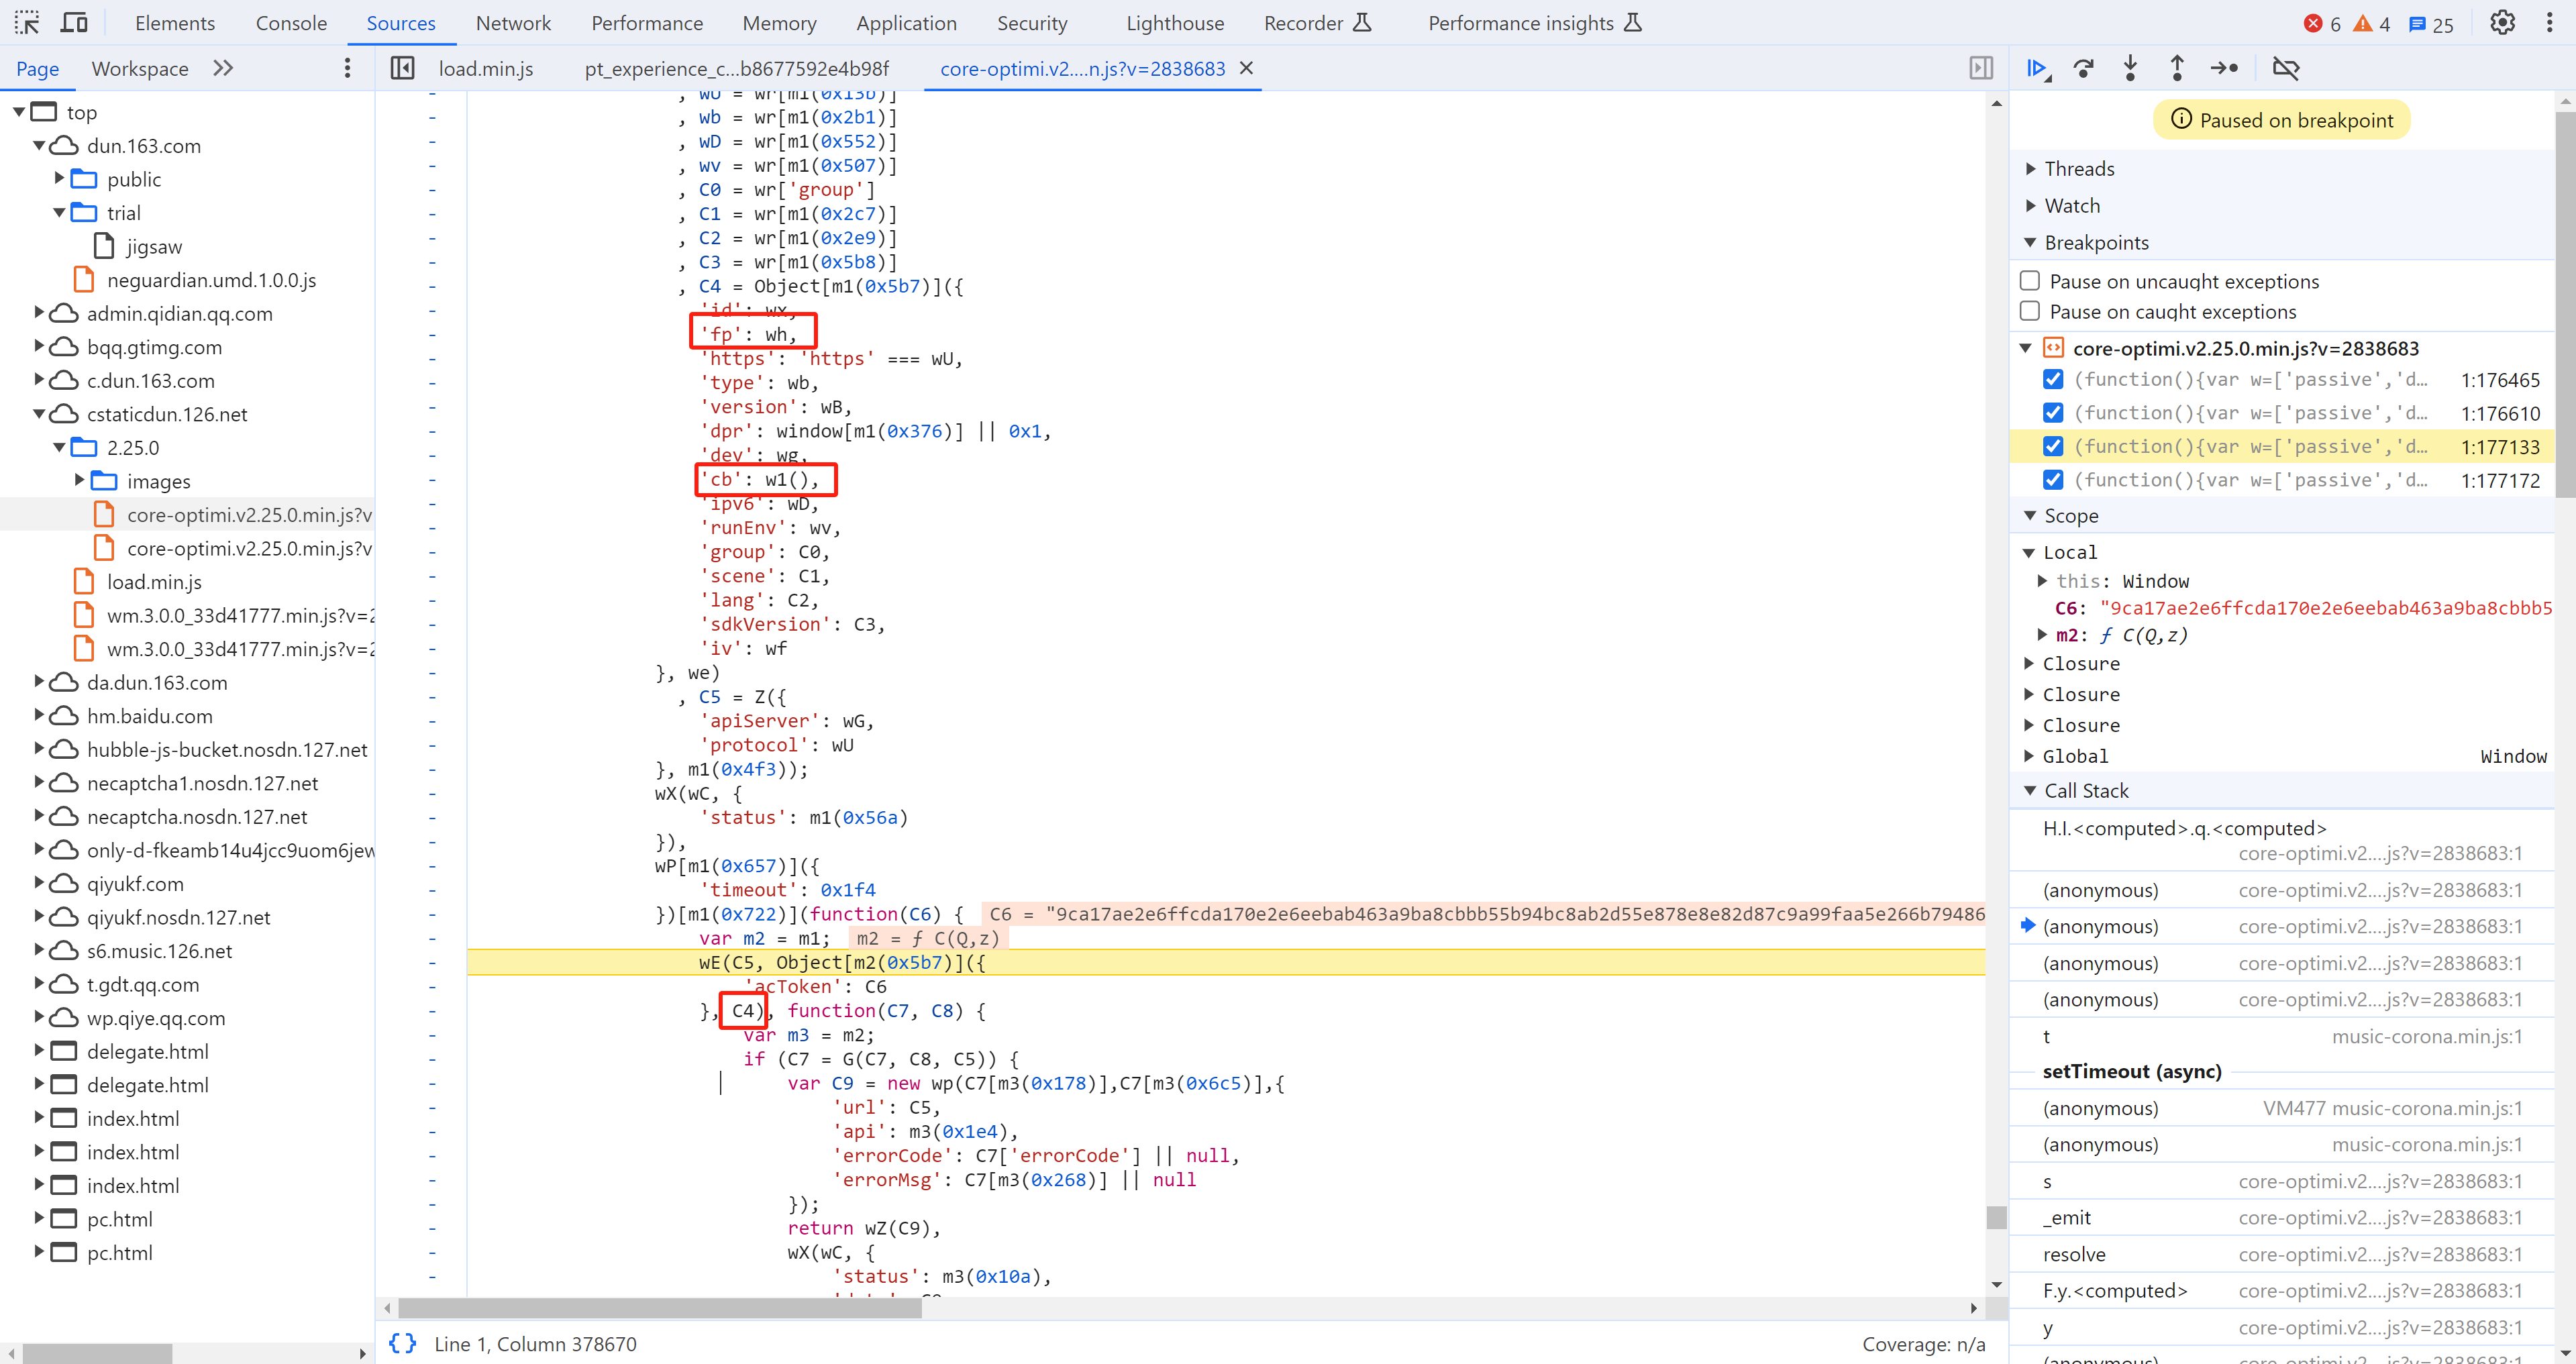 Elements Console Sources Network Performance Memory Application Security Lighthouse Recorder Performance insights 6 4 25
Page Workspace
load.min.js pt_experience_c...b8677592e4b98f core-optimi.v2....n.js?v=2838683
top
dun.163.com
public
trial
jigsaw
neguardian.umd.1.0.0.js
admin.qidian.qq.com
bqq.gtimg.com
c.dun.163.com
cstaticdun.126.net
2.25.0
images
core-optimi.v2.25.0.min.js?v
core-optimi.v2.25.0.min.js?v
load.min.js
wm.3.0.0_33d41777.min.js?v=2
wm.3.0.0_33d41777.min.js?v=2
da.dun.163.com
hm.baidu.com
hubble-js-bucket.nosdn.127.net
necaptcha1.nosdn.127.net
necaptcha.nosdn.127.net
only-d-fkeamb14u4jcc9uom6jew
qiyukf.com
qiyukf.nosdn.127.net
s6.music.126.net
t.gdt.qq.com
wp.qiye.qq.com
delegate.html
delegate.html
index.html
index.html
index.html
pc.html
pc.html
, wU = wr[m1(0x13b)]
, wb = wr[m1(0x2b1)]
, wD = wr[m1(0x552)]
, wv = wr[m1(0x507)]
, C0 = wr['group']
, C1 = wr[m1(0x2c7)]
, C2 = wr[m1(0x2e9)]
, C3 = wr[m1(0x5b8)]
, C4 = Object[m1(0x5b7)]({
'id': wx,
'fp': wh,
'https': 'https' === wU,
'type': wb,
'version': wB,
'dpr': window[m1(0x376)] || 0x1,
'dev': wg,
'cb': w1(),
'ipv6': wD,
'runEnv': wv,
'group': C0,
'scene': C1,
'lang': C2,
'sdkVersion': C3,
'iv': wf
}, we)
, C5 = Z({
'apiServer': wG,
'protocol': wU
}, m1(0x4f3));
wX(wC, {
'status': m1(0x56a)
}),
wP[m1(0x657)]({
'timeout': 0x1f4
})[m1(0x722)](function(C6) { C6 = "9ca17ae2e6ffcda170e2e6eebab463a9ba8cbbb55b94bc8ab2d55e878e8e82d87c9a99faa5e266b79486
var m2 = m1; m2 = ƒ C(Q,z)
wE(C5, Object[m2(0x5b7)]({
'acToken': C6
}, C4), function(C7, C8) {
var m3 = m2;
if (C7 = G(C7, C8, C5)) {
var C9 = new wp(C7[m3(0x178)],C7[m3(0x6c5)],{
'url': C5,
'api': m3(0x1e4),
'errorCode': C7['errorCode'] || null,
'errorMsg': C7[m3(0x268)] || null
});
return wZ(C9),
wX(wC, {
'status': m3(0x10a),
{} Line 1, Column 378670 Coverage: n/a
Paused on breakpoint
Threads
Watch
Breakpoints
Pause on uncaught exceptions
Pause on caught exceptions
core-optimi.v2.25.0.min.js?v=2838683
(function(){var w=['passive','d... 1:176465
(function(){var w=['passive','d... 1:176610
(function(){var w=['passive','d... 1:177133
(function(){var w=['passive','d... 1:177172
Scope
Local
this: Window
C6: "9ca17ae2e6ffcda170e2e6eebab463a9ba8cbbb5
m2: ƒ C(Q,z)
Closure
Closure
Closure
Global Window
Call Stack
H.I.<computed>.q.<computed>
core-optimi.v2....js?v=2838683:1
(anonymous) core-optimi.v2....js?v=2838683:1
(anonymous) core-optimi.v2....js?v=2838683:1
(anonymous) core-optimi.v2....js?v=2838683:1
(anonymous) core-optimi.v2....js?v=2838683:1
t music-corona.min.js:1
setTimeout (async)
(anonymous) VM477 music-corona.min.js:1
(anonymous) music-corona.min.js:1
s core-optimi.v2....js?v=2838683:1
_emit core-optimi.v2....js?v=2838683:1
resolve core-optimi.v2....js?v=2838683:1
F.y.<computed> core-optimi.v2....js?v=2838683:1
y core-optimi.v2....js?v=2838683:1
(anonymous) core-optimi.v2....js?v=2838683:1